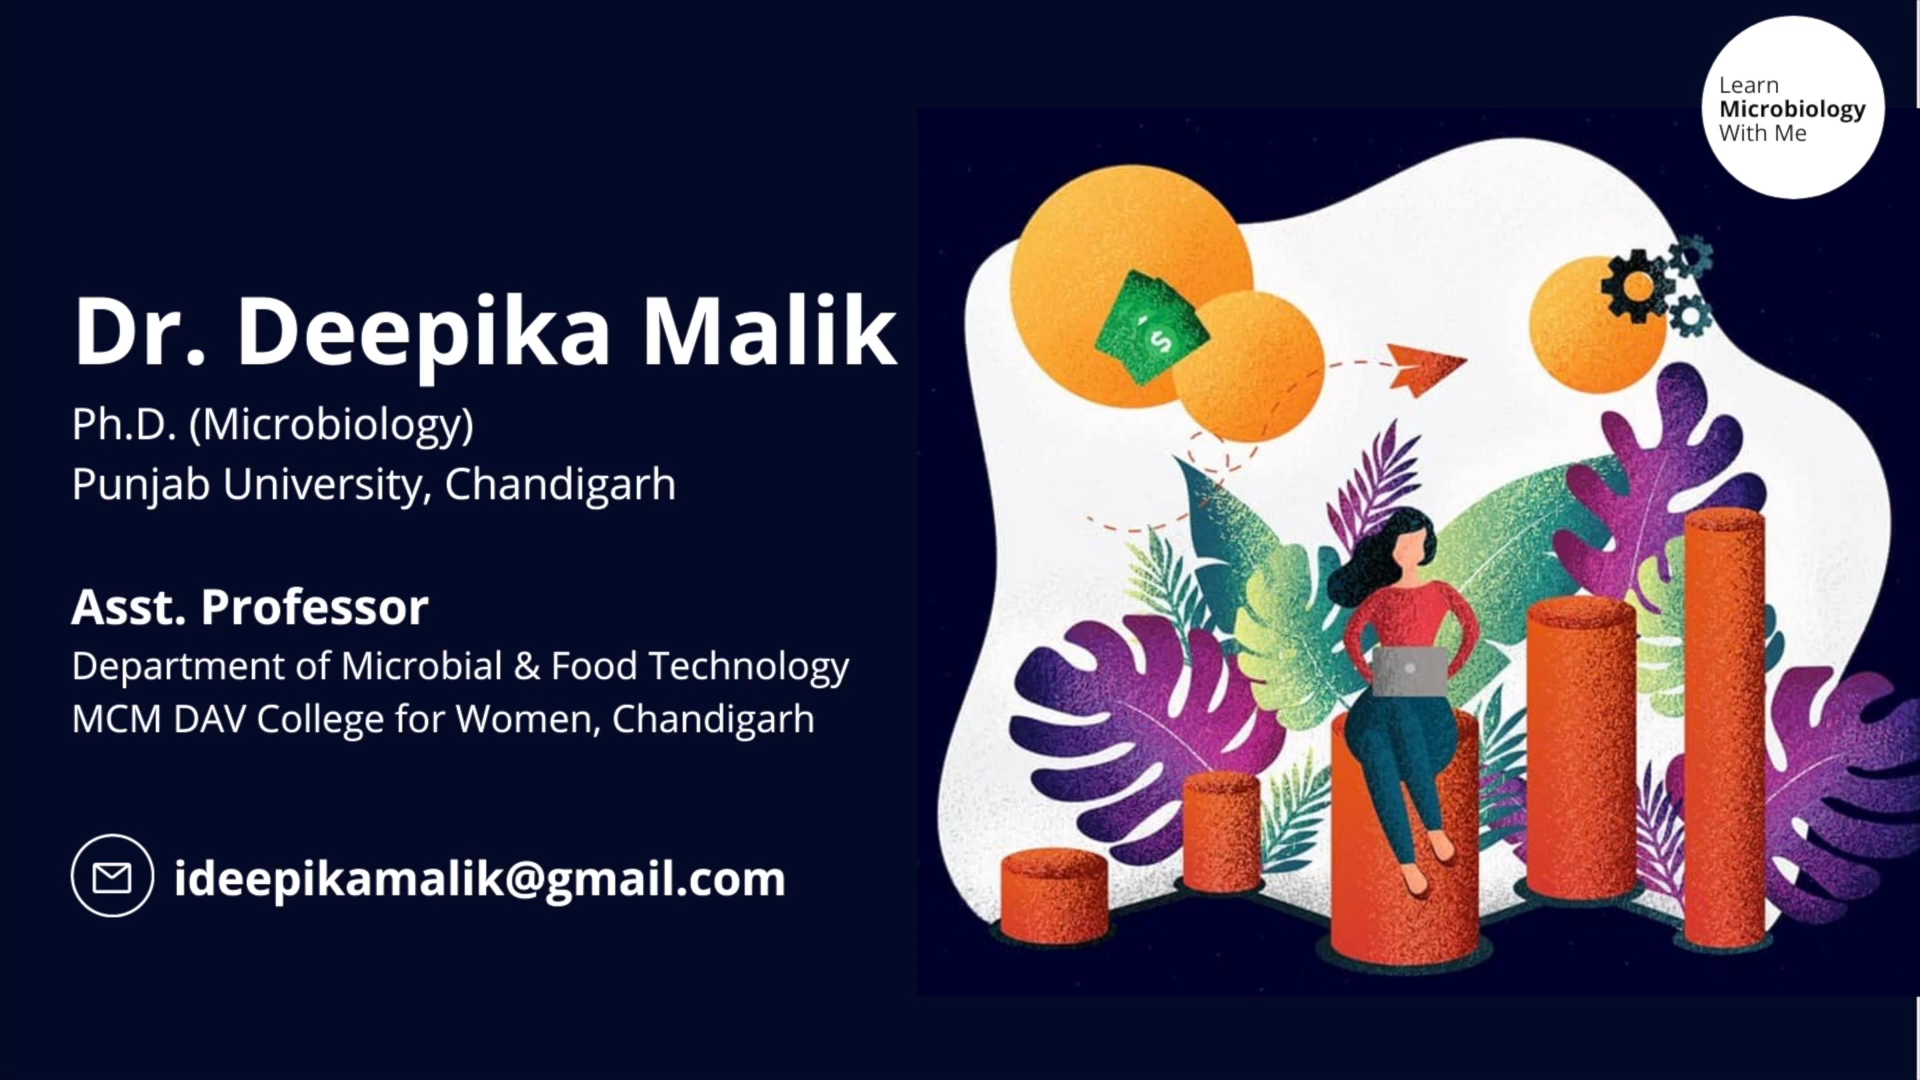 Learn
Microbiology
With Me
Dr. Deepika Malik
Ph.D. (Microbiology)
Punjab University, Chandigarh
Asst. Professor
Department of Microbial & Food Technology
MCM DAV College for Women, Chandigarh
ideepikamalik@gmail.com
$